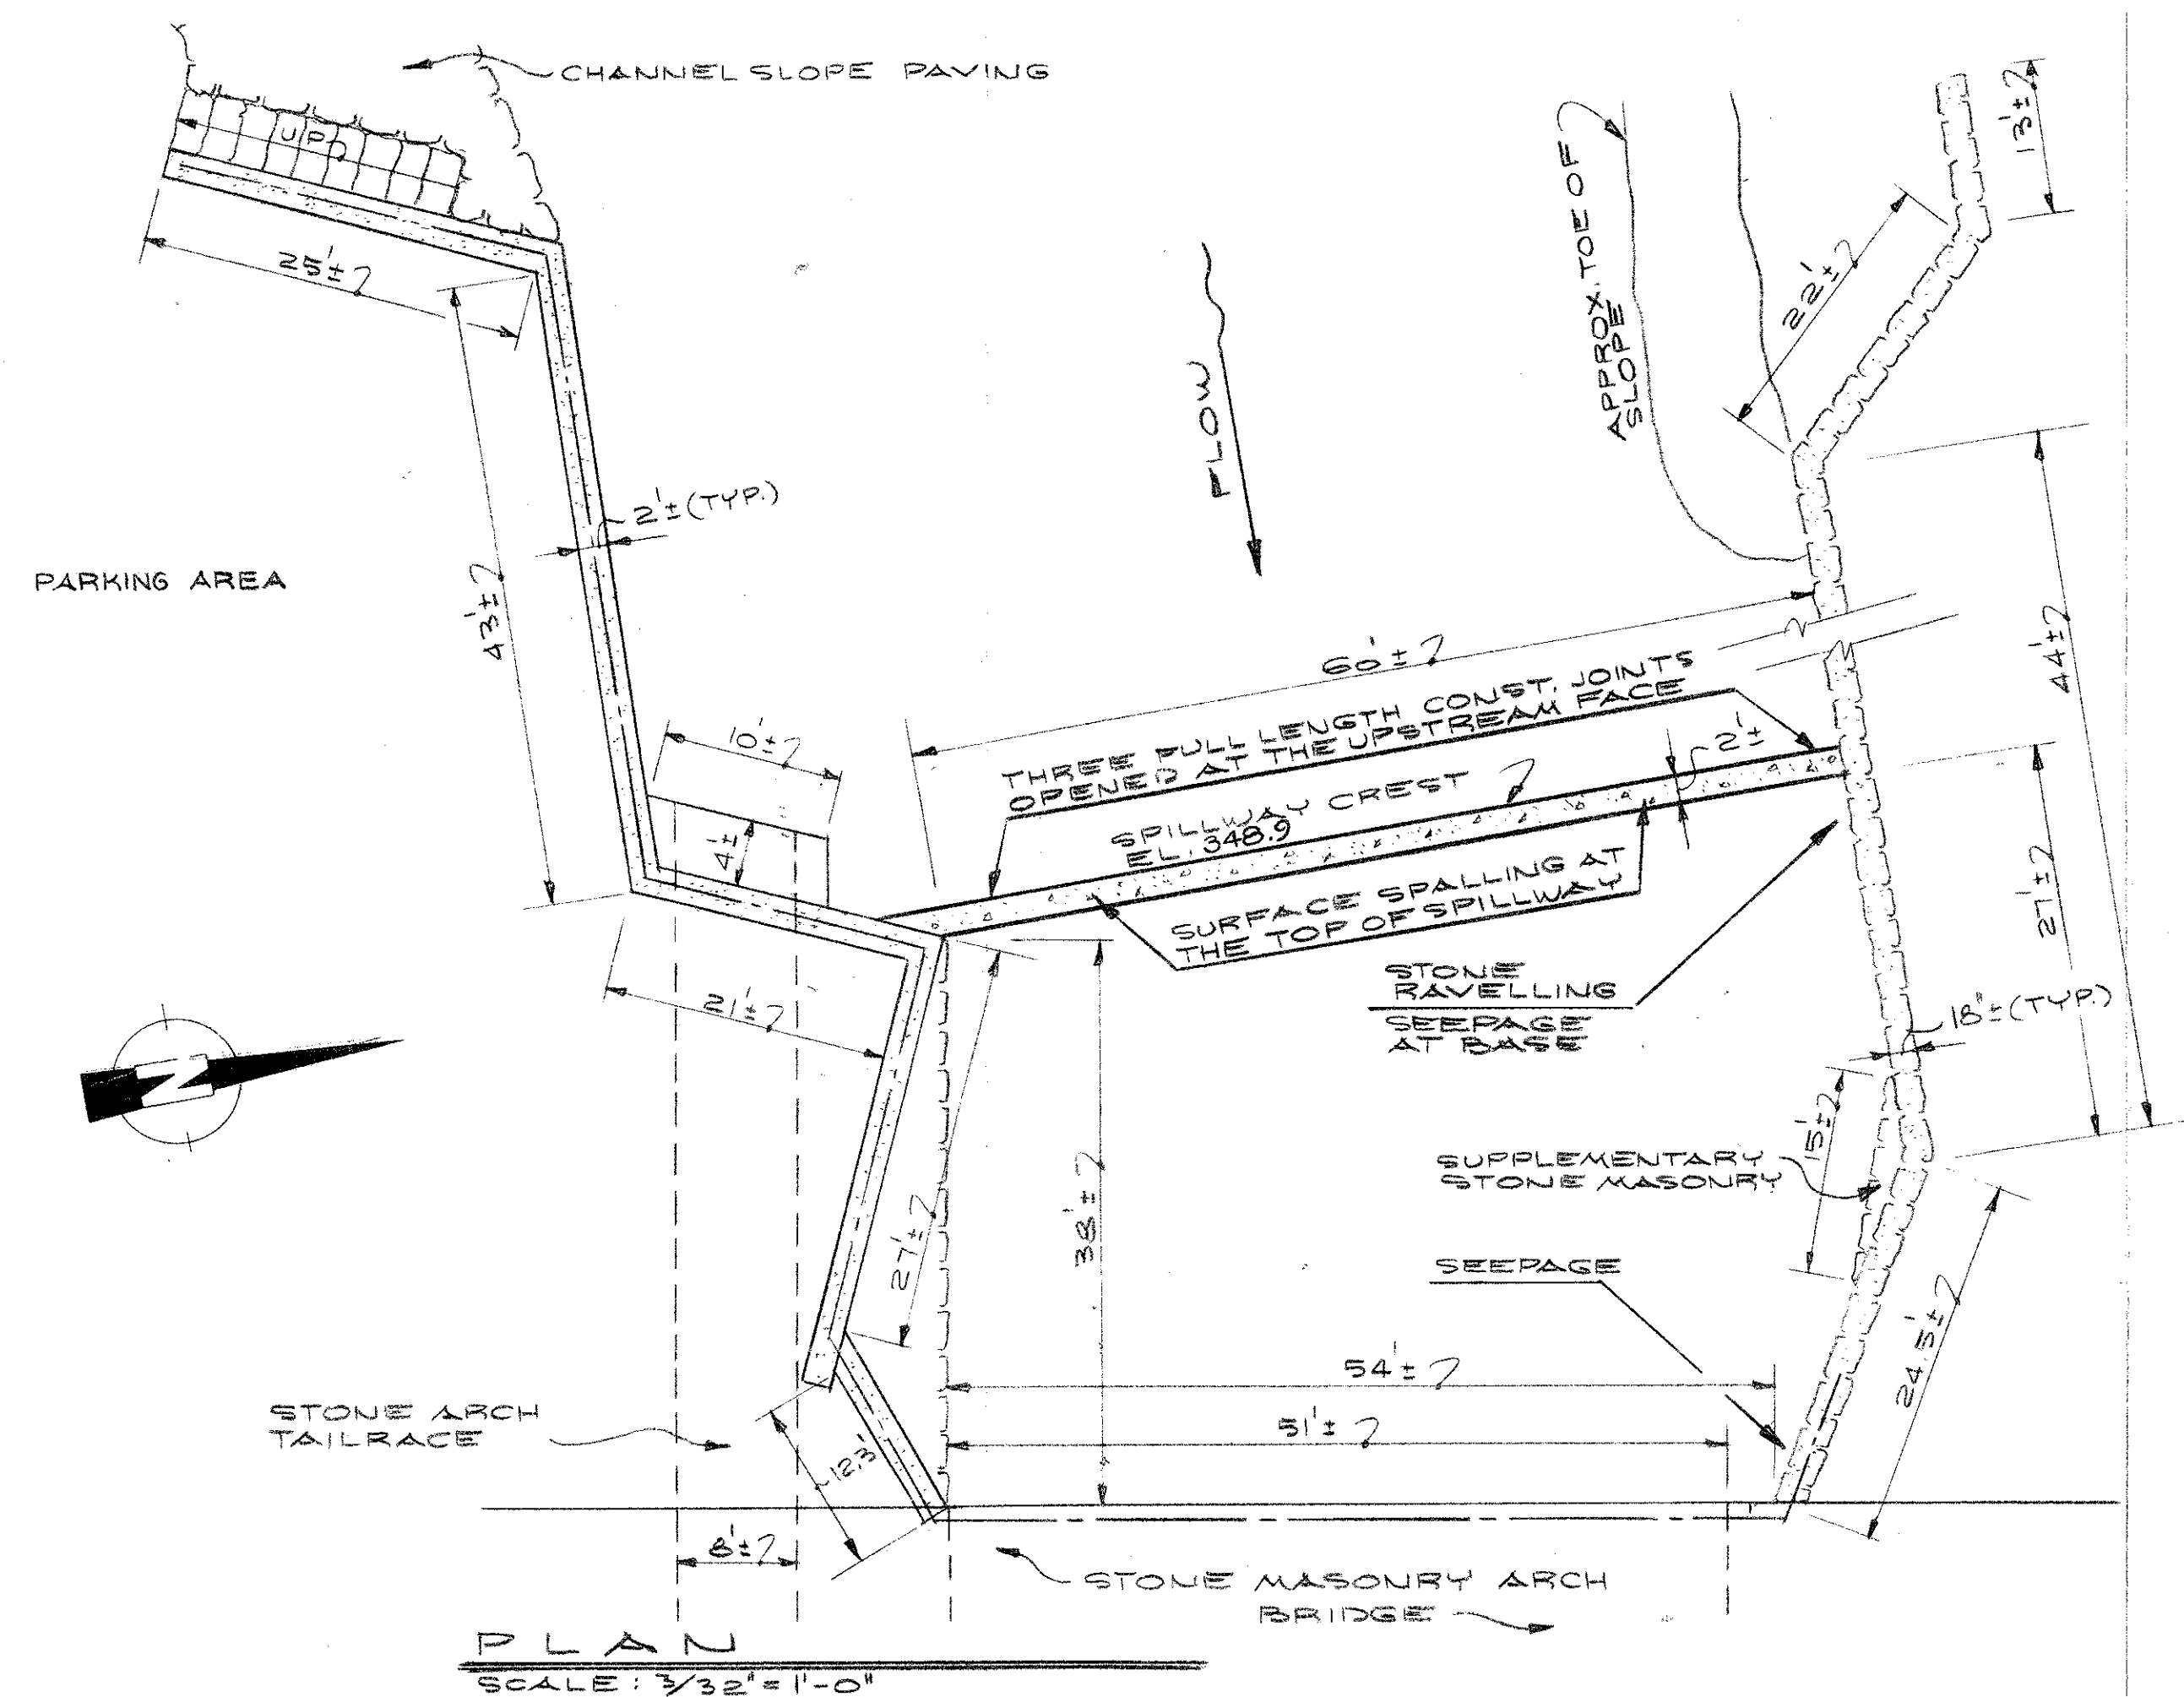 CHANNEL SLOPE PAVING
UP
25'±
13'±
APPROX. TOE OF
SLOPE
22'±
FLOW
2'± (TYP.)
PARKING AREA
43'±
60'±
44'±
THREE FULL LENGTH CONST. JOINTS
OPENED AT THE UPSTREAM FACE
10'±
2'±
SPILLWAY CREST
EL. 348.9
4'±
SURFACE SPALLING AT
THE TOP OF SPILLWAY
27'±
STONE
RAVELLING
SEEPAGE
AT BASE
21'±
18"± (TYP.)
N
15'±
SUPPLEMENTARY
STONE MASONRY
38'±
27'±
SEEPAGE
24.5'±
54'±
51'±
STONE ARCH
TAILRACE
12.3'
8'±
STONE MASONRY ARCH
BRIDGE
PLAN
SCALE: 3/32" = 1'-0"